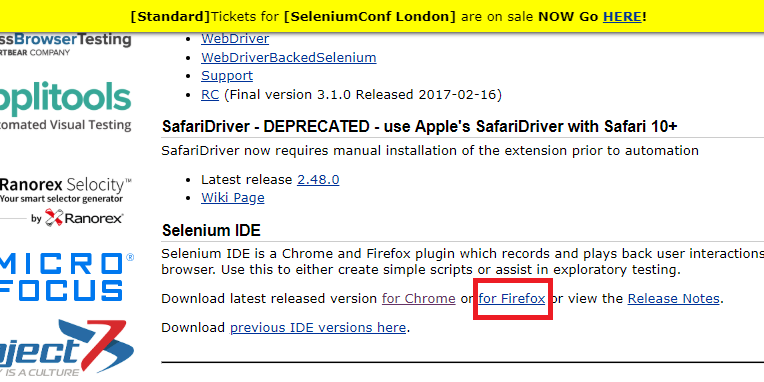 [Standard]Tickets for [SeleniumConf London] are on sale NOW Go HERE!
ssBrowserTesting
RTBEAR COMPANY
pplitools
tomated Visual Testing
Ranorex Selocity™
Your smart selector generator
by Ranorex®
MICRO
FOCUS®
oject
Y IS A CULTURE
WebDriver
WebDriverBackedSelenium
Support
RC (Final version 3.1.0 Released 2017-02-16)
SafariDriver - DEPRECATED - use Apple's SafariDriver with Safari 10+
SafariDriver now requires manual installation of the extension prior to automation
Latest release 2.48.0
Wiki Page
Selenium IDE
Selenium IDE is a Chrome and Firefox plugin which records and plays back user interactions
browser. Use this to either create simple scripts or assist in exploratory testing.
Download latest released version for Chrome or for Firefox or view the Release Notes.
Download previous IDE versions here.